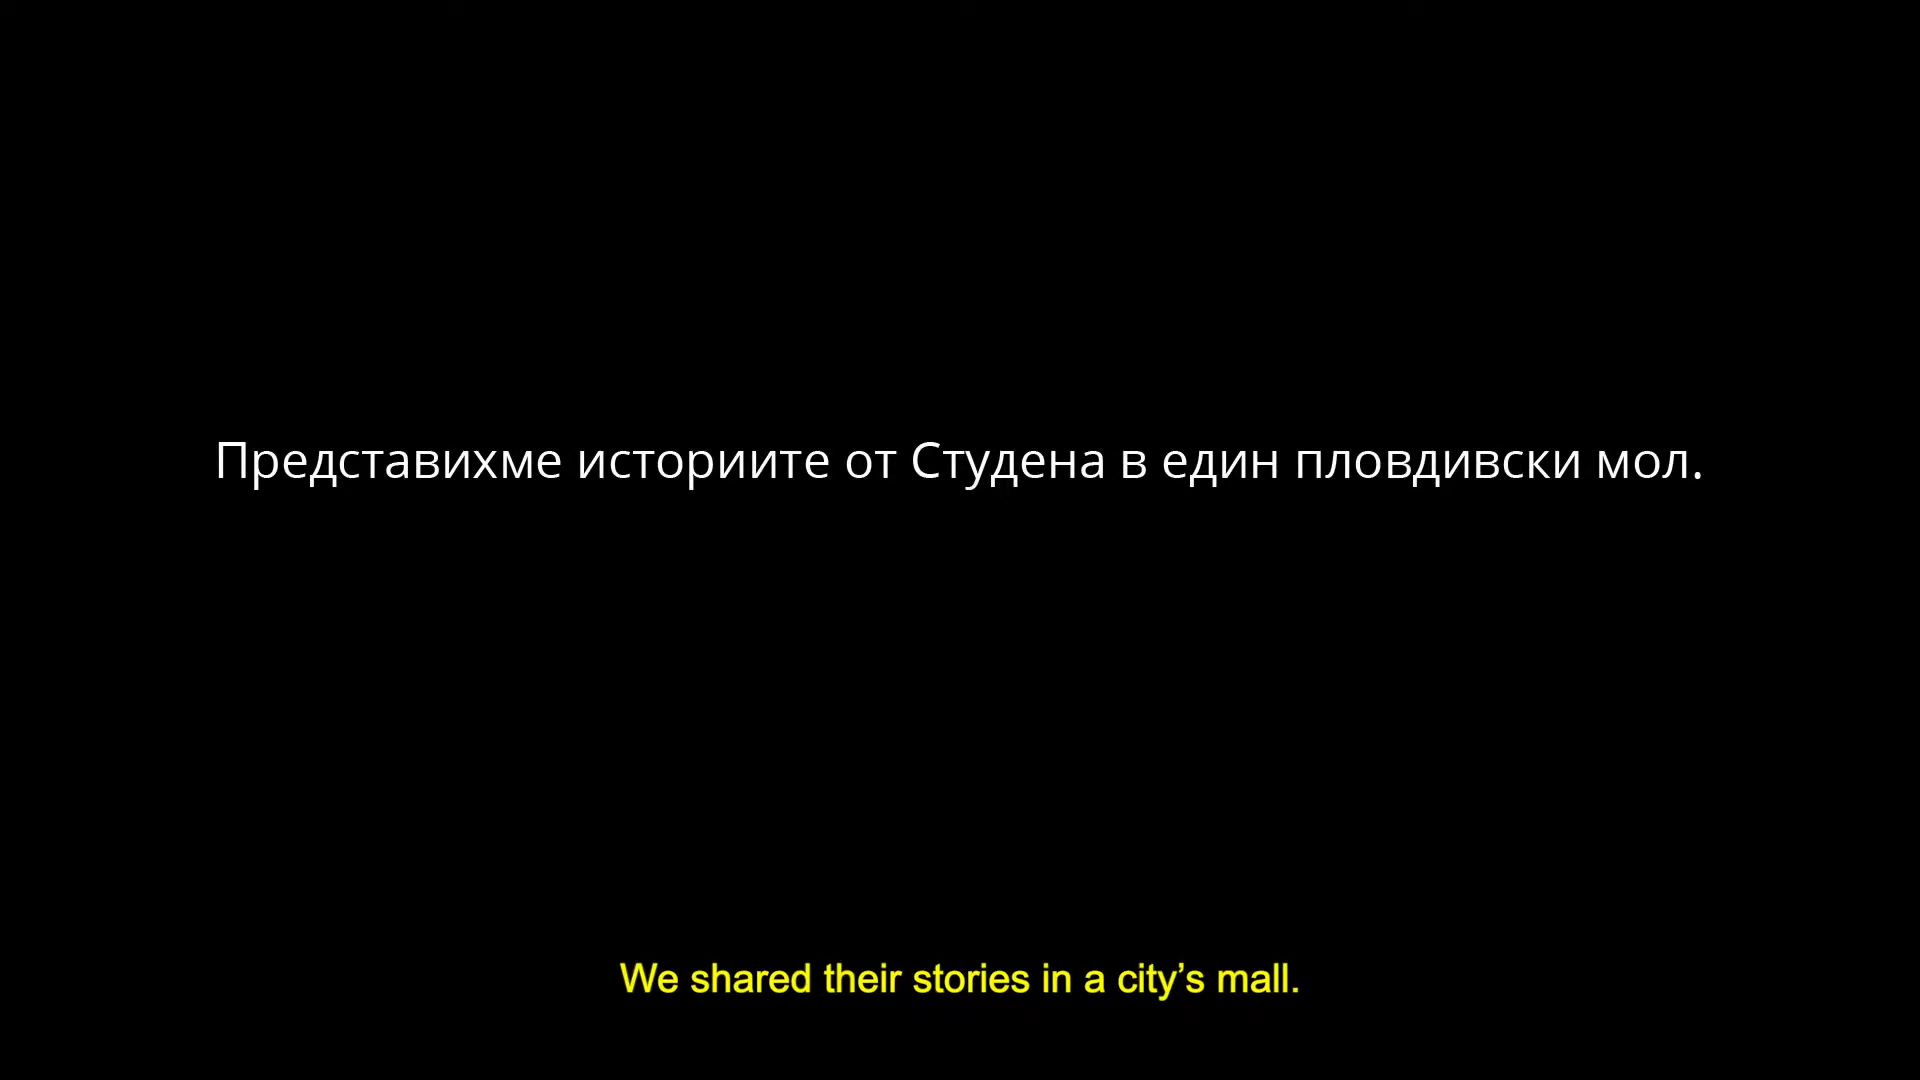 Представихме историите от Студена в един пловдивски мол.
We shared their stories in a city’s mall.